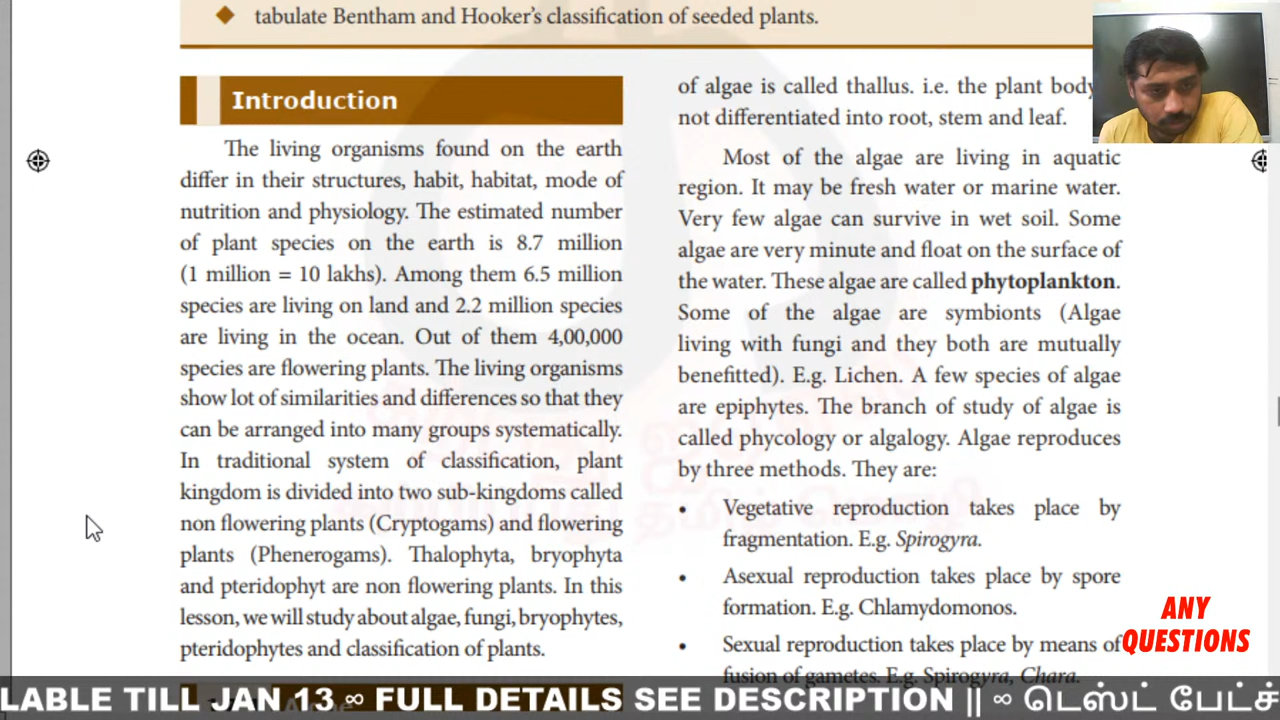 tabulate Bentham and Hooker's classification of seeded plants.
Introduction
The living organisms found on the earth
differ in their structures, habit, habitat, mode of
nutrition and physiology. The estimated number
of plant species on the earth is 8.7 million
(1 million = 10 lakhs). Among them 6.5 million
species are living on land and 2.2 million species
are living in the ocean. Out of them 4,00,000
species are flowering plants. The living organisms
show lot of similarities and differences so that they
can be arranged into many groups systematically.
In traditional system of classification, plant
kingdom is divided into two sub-kingdoms called
non flowering plants (Cryptogams) and flowering
plants (Phenerogams). Thalophyta, bryophyta
and pteridophyt are non flowering plants. In this
lesson, we will study about algae, fungi, bryophytes,
pteridophytes and classification of plants.
of algae is called thallus. i.e. the plant body
not differentiated into root, stem and leaf.
Most of the algae are living in aquatic
region. It may be fresh water or marine water.
Very few algae can survive in wet soil. Some
algae are very minute and float on the surface of
the water. These algae are called phytoplankton.
Some of the algae are symbionts (Algae
living with fungi and they both are mutually
benefitted). E.g. Lichen. A few species of algae
are epiphytes. The branch of study of algae is
called phycology or algalogy. Algae reproduces
by three methods. They are:
• Vegetative reproduction takes place by
fragmentation. E.g. Spirogyra.
• Asexual reproduction takes place by spore
formation. E.g. Chlamydomonos.
• Sexual reproduction takes place by means of
fusion of gametes. E.g. Spirogyra, Chara.
ANY
QUESTIONS
LABLE TILL JAN 13 ∞ FULL DETAILS SEE DESCRIPTION || ∞ டெஸ்ட் பேட்ச்